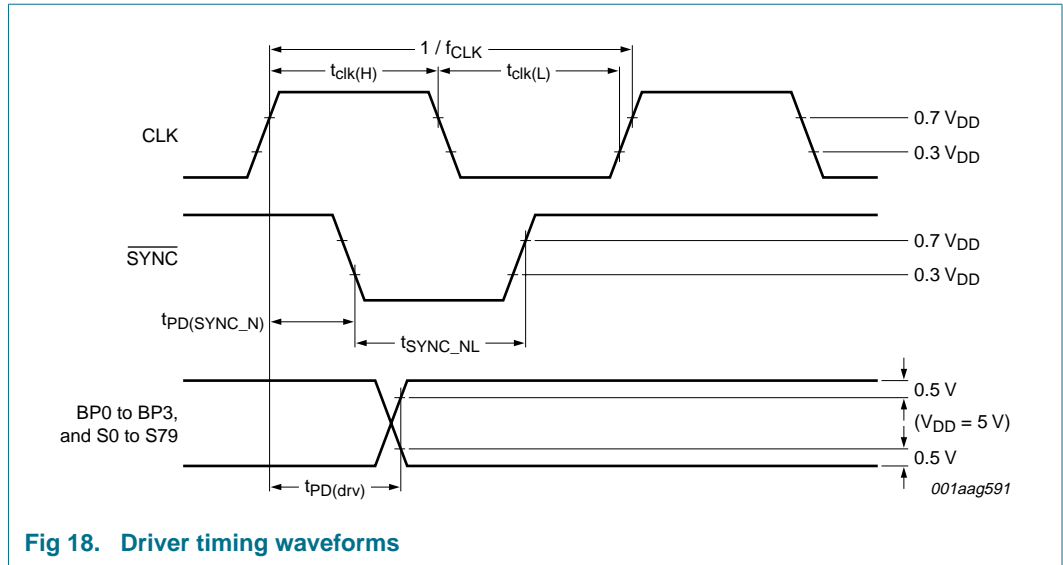 1 / fCLK
tclk(H)
tclk(L)
CLK
0.7 VDD
0.3 VDD
SYNC
0.7 VDD
0.3 VDD
tPD(SYNC_N)
tSYNC_NL
BP0 to BP3,
and S0 to S79
0.5 V
(VDD = 5 V)
0.5 V
tPD(drv)
001aag591
Fig 18. Driver timing waveforms